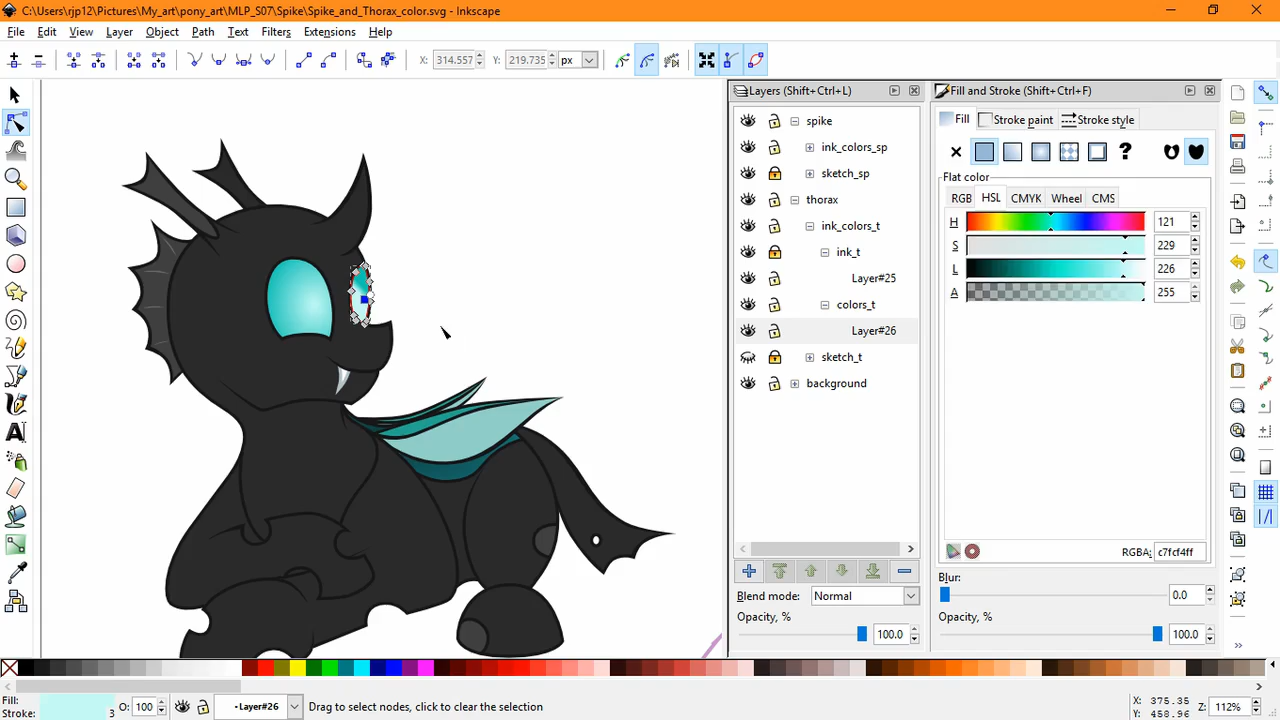 C:\Users\rjp12\Pictures\My_art\pony_art\MLP_S07\Spike\Spike_and_Thorax_color.svg - Inkscape
File Edit View Layer Object Path Text Filters Extensions Help
X: 314.557 Y: 219.735 px
Layers (Shift+Ctrl+L)
Fill and Stroke (Shift+Ctrl+F)
spike
Fill Stroke paint Stroke style
ink_colors_sp
sketch_sp
?
Flat color
thorax
RGB HSL CMYK Wheel CMS
ink_colors_t
H 121
ink_t
S 229
Layer#25
L 226
colors_t
A 255
Layer#26
sketch_t
background
RGBA: c7fcf4ff
Blur:
0.0
Blend mode: Normal
Opacity, %
100.0
Opacity, %
100.0
Fill:
3
O: 100
•Layer#26
Drag to select nodes, click to clear the selection
X: 375.35
Y: 450.36
Z: 112%